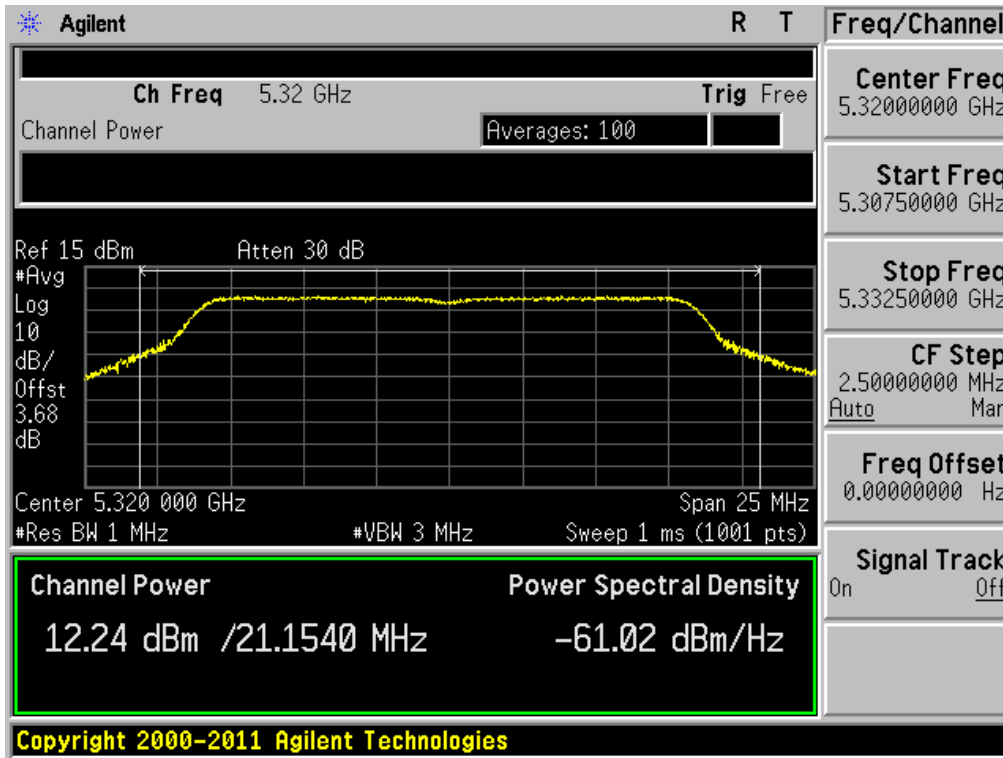 Agilent R T Freq/Channel
Ch Freq 5.32 GHz Trig Free
Channel Power Averages: 100
Center Freq
5.32000000 GHz
Start Freq
5.30750000 GHz
Stop Freq
5.33250000 GHz
CF Step
2.50000000 MHz
Auto Man
Freq Offset
0.00000000 Hz
Signal Track
On Off
Ref 15 dBm Atten 30 dB
#Avg
Log
10
dB/
Offst
3.68
dB
Center 5.320 000 GHz Span 25 MHz
#Res BW 1 MHz #VBW 3 MHz Sweep 1 ms (1001 pts)
Channel Power Power Spectral Density
12.24 dBm /21.1540 MHz -61.02 dBm/Hz
Copyright 2000-2011 Agilent Technologies